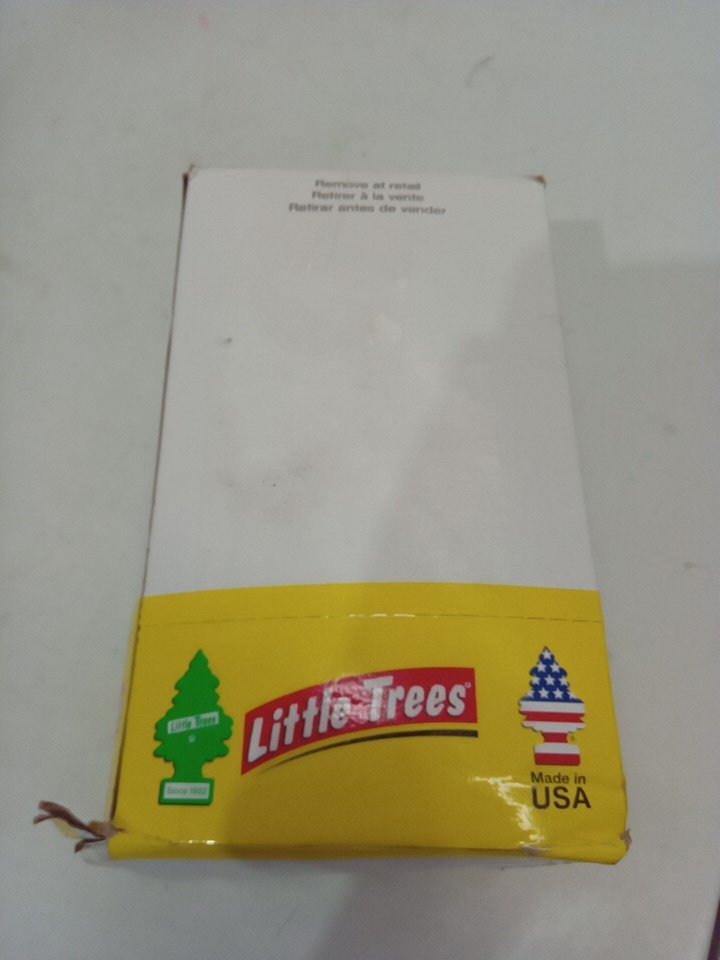 Remove at retail
Retirer à la vente
Retirar antes de vender
Little Trees
Since 1952
Little Trees®
®
Made in
USA